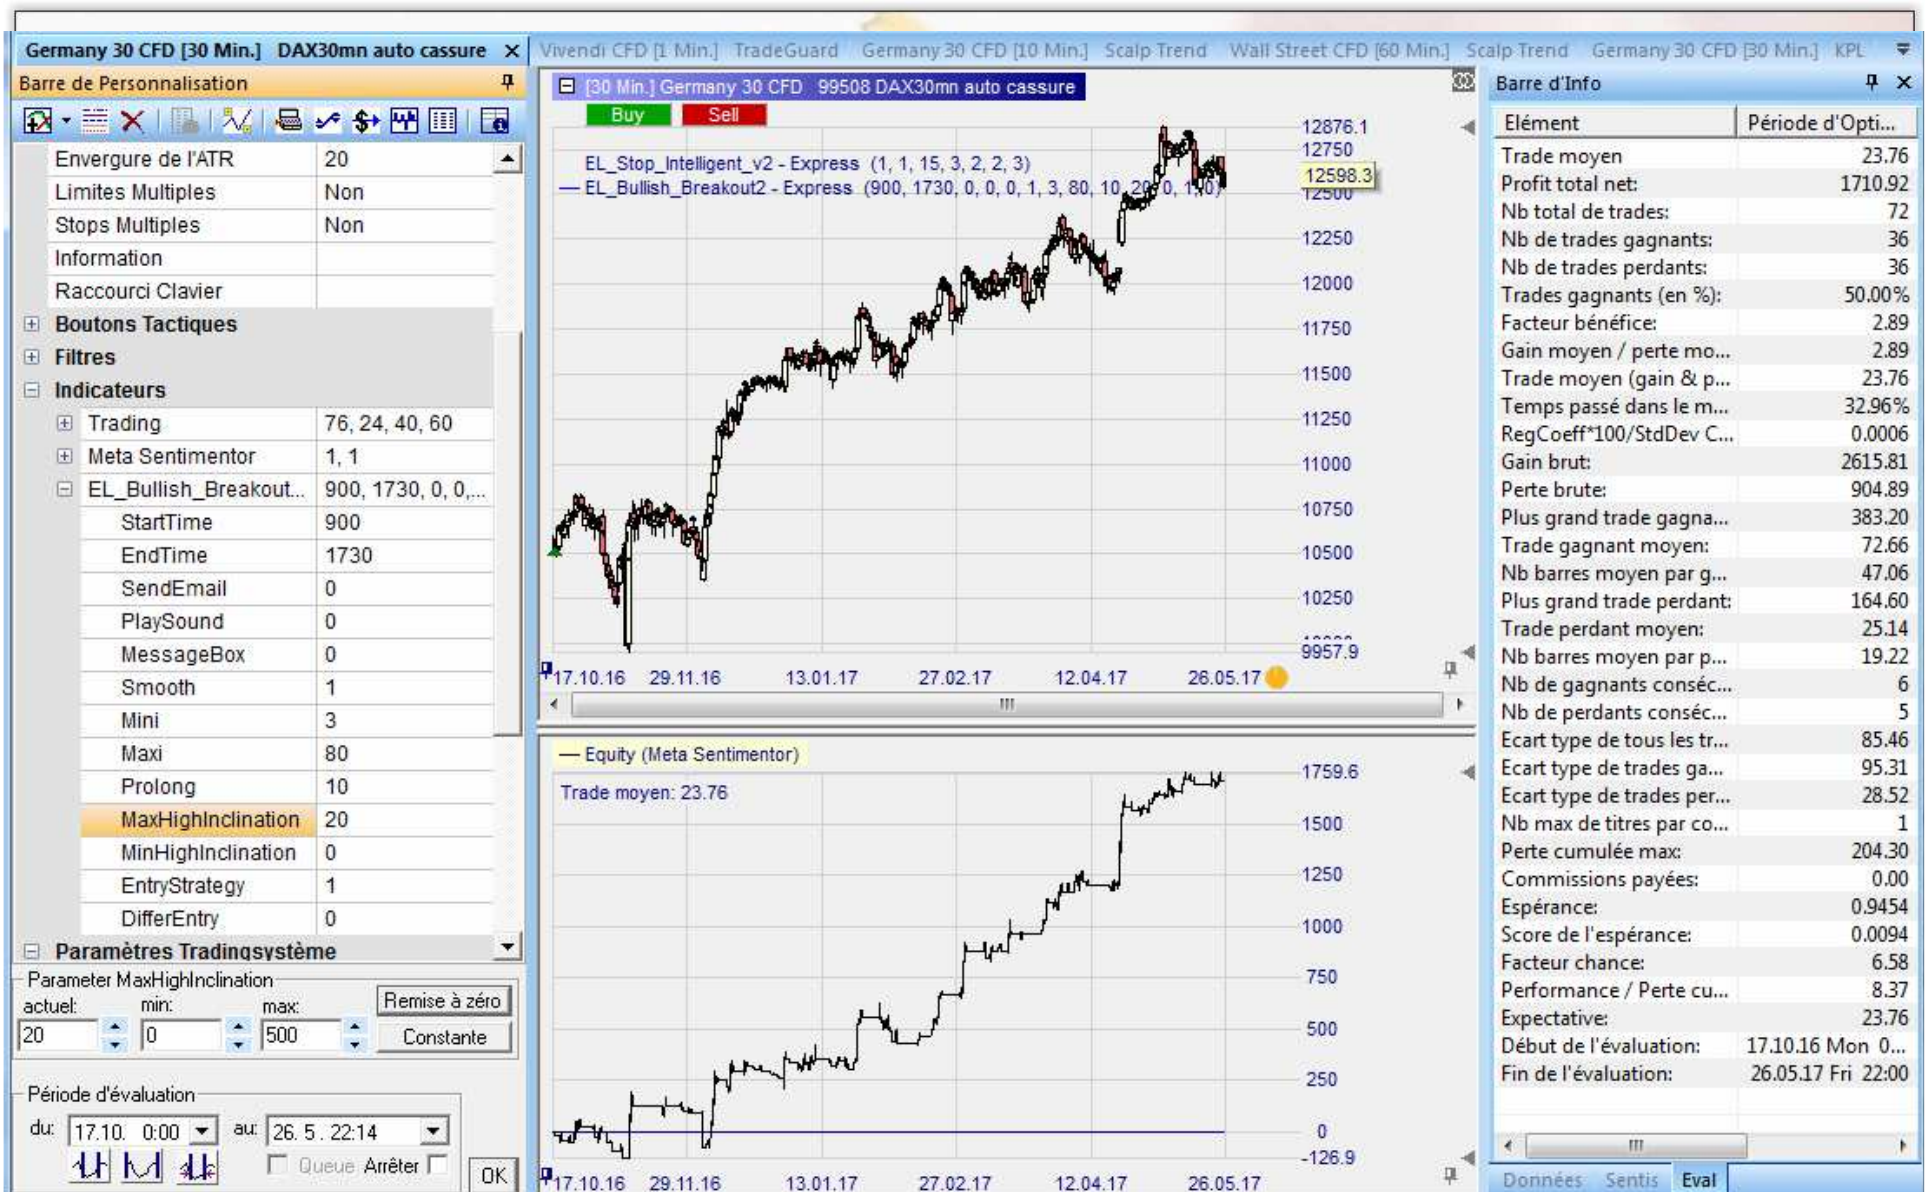 Germany 30 CFD [30 Min.] DAX30mn auto cassure
Vivendi CFD [1 Min.] TradeGuard Germany 30 CFD [10 Min.] Scalp Trend Wall Street CFD [60 Min.] Scalp Trend Germany 30 CFD [30 Min.] KPL
Barre de Personnalisation
Envergure de l'ATR 20
Limites Multiples Non
Stops Multiples Non
Information
Raccourci Clavier
Boutons Tactiques
Filtres
Indicateurs
Trading 76, 24, 40, 60
Meta Sentimentor 1, 1
EL_Bullish_Breakout... 900, 1730, 0, 0,...
StartTime 900
EndTime 1730
SendEmail 0
PlaySound 0
MessageBox 0
Smooth 1
Mini 3
Maxi 80
Prolong 10
MaxHighInclination 20
MinHighInclination 0
EntryStrategy 1
DifferEntry 0
Paramètres Tradingsystème
Parameter MaxHighInclination
actuel: min: max: Remise à zéro
20 0 500 Constante
Période d'évaluation
du: 17.10. 0:00 au: 26. 5 . 22:14
Queue Arrêter OK
[30 Min.] Germany 30 CFD 99508 DAX30mn auto cassure
Buy Sell
EL_Stop_Intelligent_v2 - Express (1, 1, 15, 3, 2, 2, 3)
EL_Bullish_Breakout2 - Express (900, 1730, 0, 0, 0, 1, 3, 80, 10, 20, 0, 1, 0)
12876.1
12750
12598.3
12500
12250
12000
11750
11500
11250
11000
10750
10500
10250
9957.9
17.10.16 29.11.16 13.01.17 27.02.17 12.04.17 26.05.17
Equity (Meta Sentimentor)
Trade moyen: 23.76
1759.6
1500
1250
1000
750
500
250
0
-126.9
17.10.16 29.11.16 13.01.17 27.02.17 12.04.17 26.05.17
Barre d'Info
Elément Période d'Opti...
Trade moyen 23.76
Profit total net: 1710.92
Nb total de trades: 72
Nb de trades gagnants: 36
Nb de trades perdants: 36
Trades gagnants (en %): 50.00%
Facteur bénéfice: 2.89
Gain moyen / perte mo... 2.89
Trade moyen (gain & p... 23.76
Temps passé dans le m... 32.96%
RegCoeff*100/StdDev C... 0.0006
Gain brut: 2615.81
Perte brute: 904.89
Plus grand trade gagna... 383.20
Trade gagnant moyen: 72.66
Nb barres moyen par g... 47.06
Plus grand trade perdant: 164.60
Trade perdant moyen: 25.14
Nb barres moyen par p... 19.22
Nb de gagnants conséc... 6
Nb de perdants conséc... 5
Ecart type de tous les tr... 85.46
Ecart type de trades ga... 95.31
Ecart type de trades per... 28.52
Nb max de titres par co... 1
Perte cumulée max: 204.30
Commissions payées: 0.00
Espérance: 0.9454
Score de l'espérance: 0.0094
Facteur chance: 6.58
Performance / Perte cu... 8.37
Expectative: 23.76
Début de l'évaluation: 17.10.16 Mon 0...
Fin de l'évaluation: 26.05.17 Fri 22:00
Données Sentis Eval